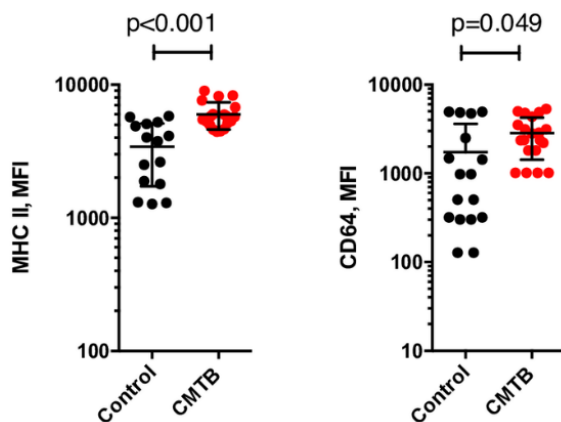 p<0.001
MHC II, MFI
10000
1000
100
Control
CMTB
p=0.049
CD64, MFI
10000
1000
100
10
Control
CMTB